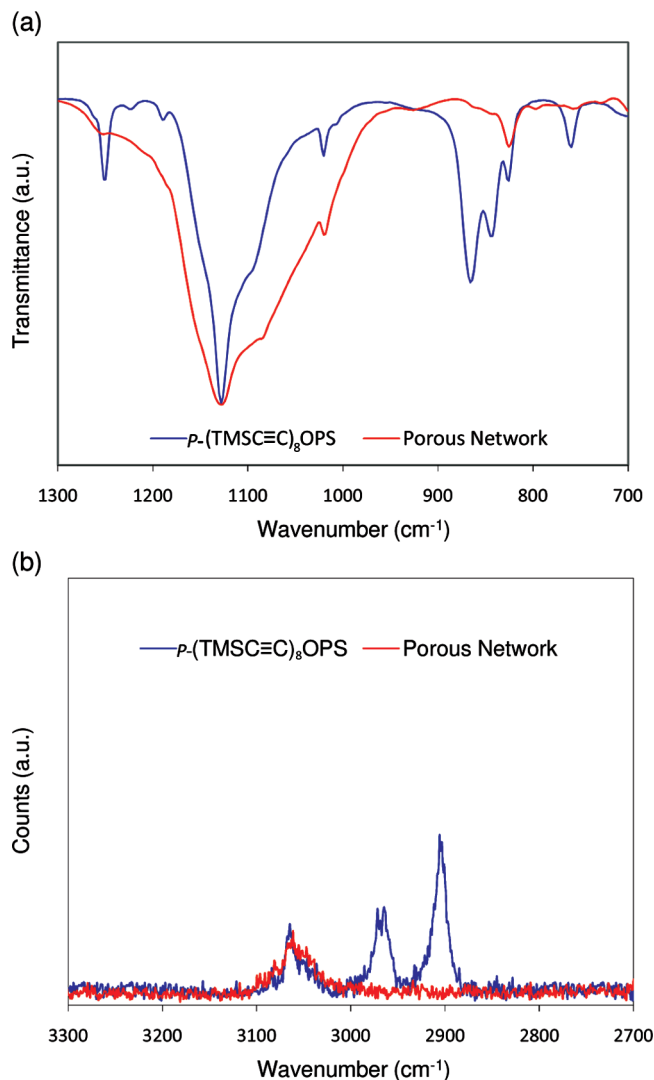 (a)
Transmittance (a.u.)
p-(TMSC≡C)₈OPS Porous Network
1300 1200 1100 1000 900 800 700
Wavenumber (cm⁻¹)
(b)
p-(TMSC≡C)₈OPS Porous Network
Counts (a.u.)
3300 3200 3100 3000 2900 2800 2700
Wavenumber (cm⁻¹)